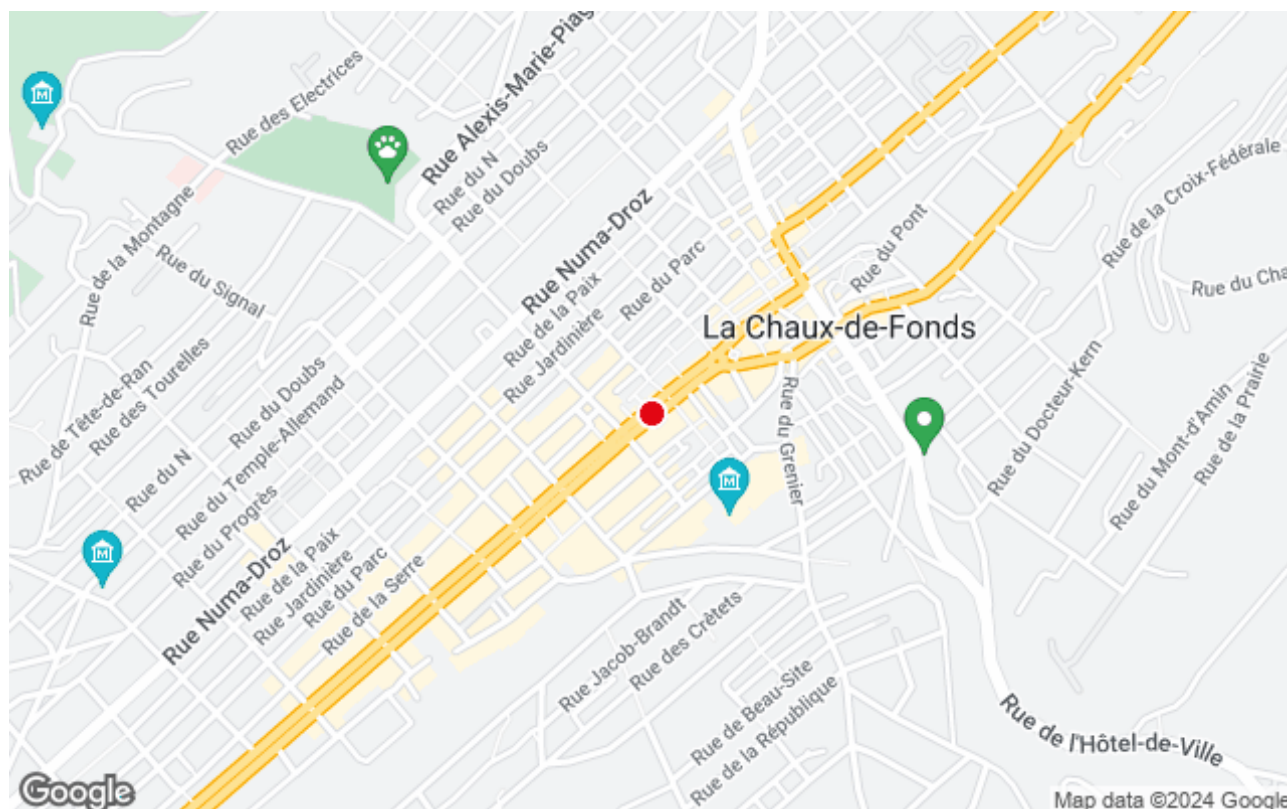 Rue des Electrices
Rue Alexis-Marie-Piag
Rue du N
Rue du Doubs
Rue de la Montagne
Rue du Signal
Rue Numa-Droz
Rue de la Paix
Rue Jardinière
Rue du Parc
Rue du Pont
Rue de la Croix-Fédérale
Rue du Cha
La Chaux-de-Fonds
Rue de Tête-de-Ran
Rue des Tourelles
Rue du Doubs
Rue du N
Rue du Temple-Allemand
Rue du Progrès
Rue Numa-Droz
Rue de la Paix
Rue Jardinière
Rue du Parc
Rue de la Serre
Rue du Grenier
Rue du Docteur-Kern
Rue du Mont-d'Amin
Rue de la Prairie
M
M
M
Rue Jacob-Brandt
Rue des Crêtets
Rue de Beau-Site
Rue de la République
Rue de l'Hôtel-de-Ville
Google
Map data ©2024 Google